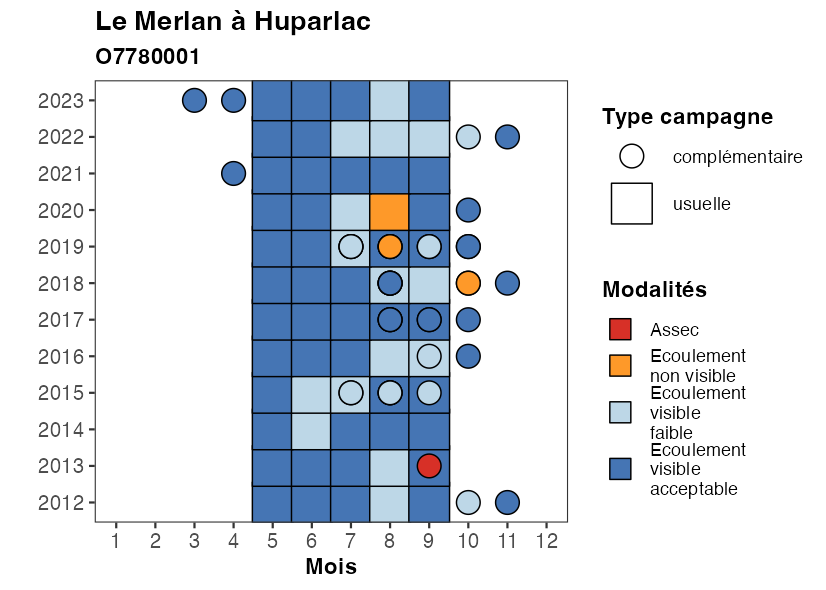 Le Merlan à Huparlac
O7780001
2023
2022
2021
2020
2019
2018
2017
2016
2015
2014
2013
2012
1 2 3 4 5 6 7 8 9 10 11 12
Mois
Type campagne
complémentaire
usuelle
Modalités
Assec
Ecoulement
non visible
Ecoulement
visible
faible
Ecoulement
visible
acceptable